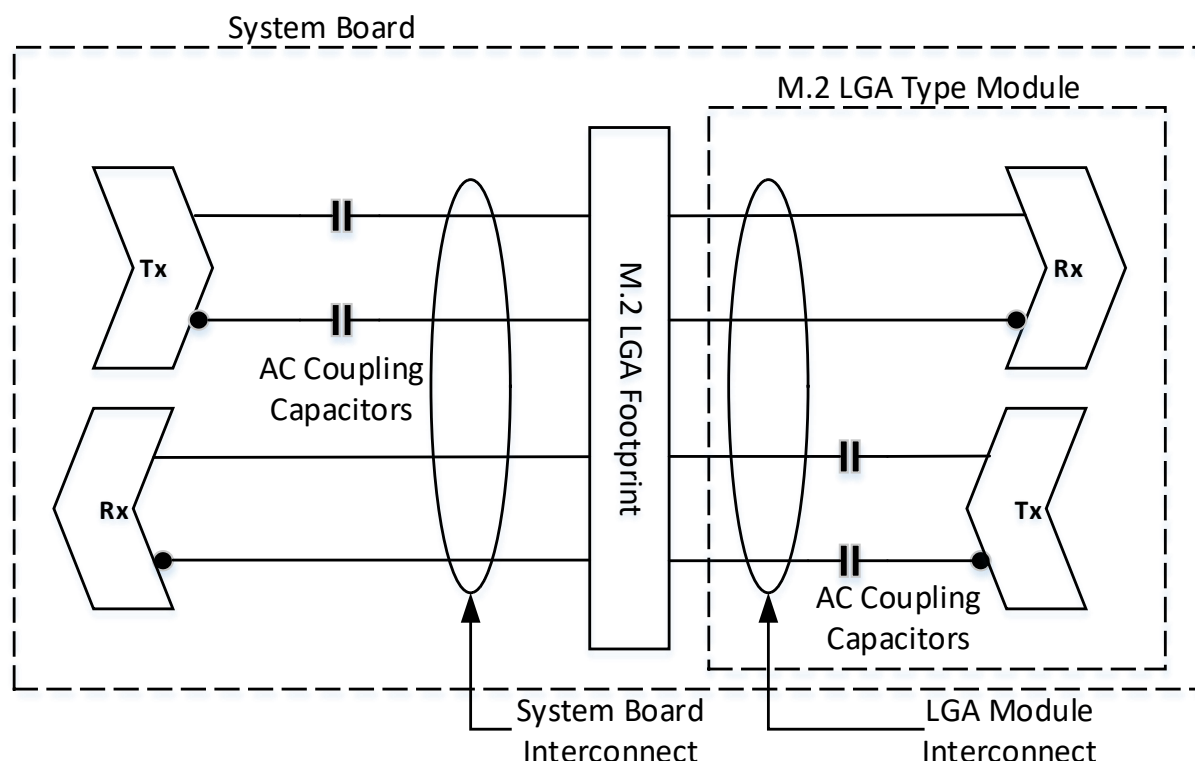 System Board
M.2 LGA Type Module
Tx
Rx
M.2 LGA Footprint
AC Coupling
Capacitors
Rx
Tx
AC Coupling
Capacitors
System Board
Interconnect
LGA Module
Interconnect